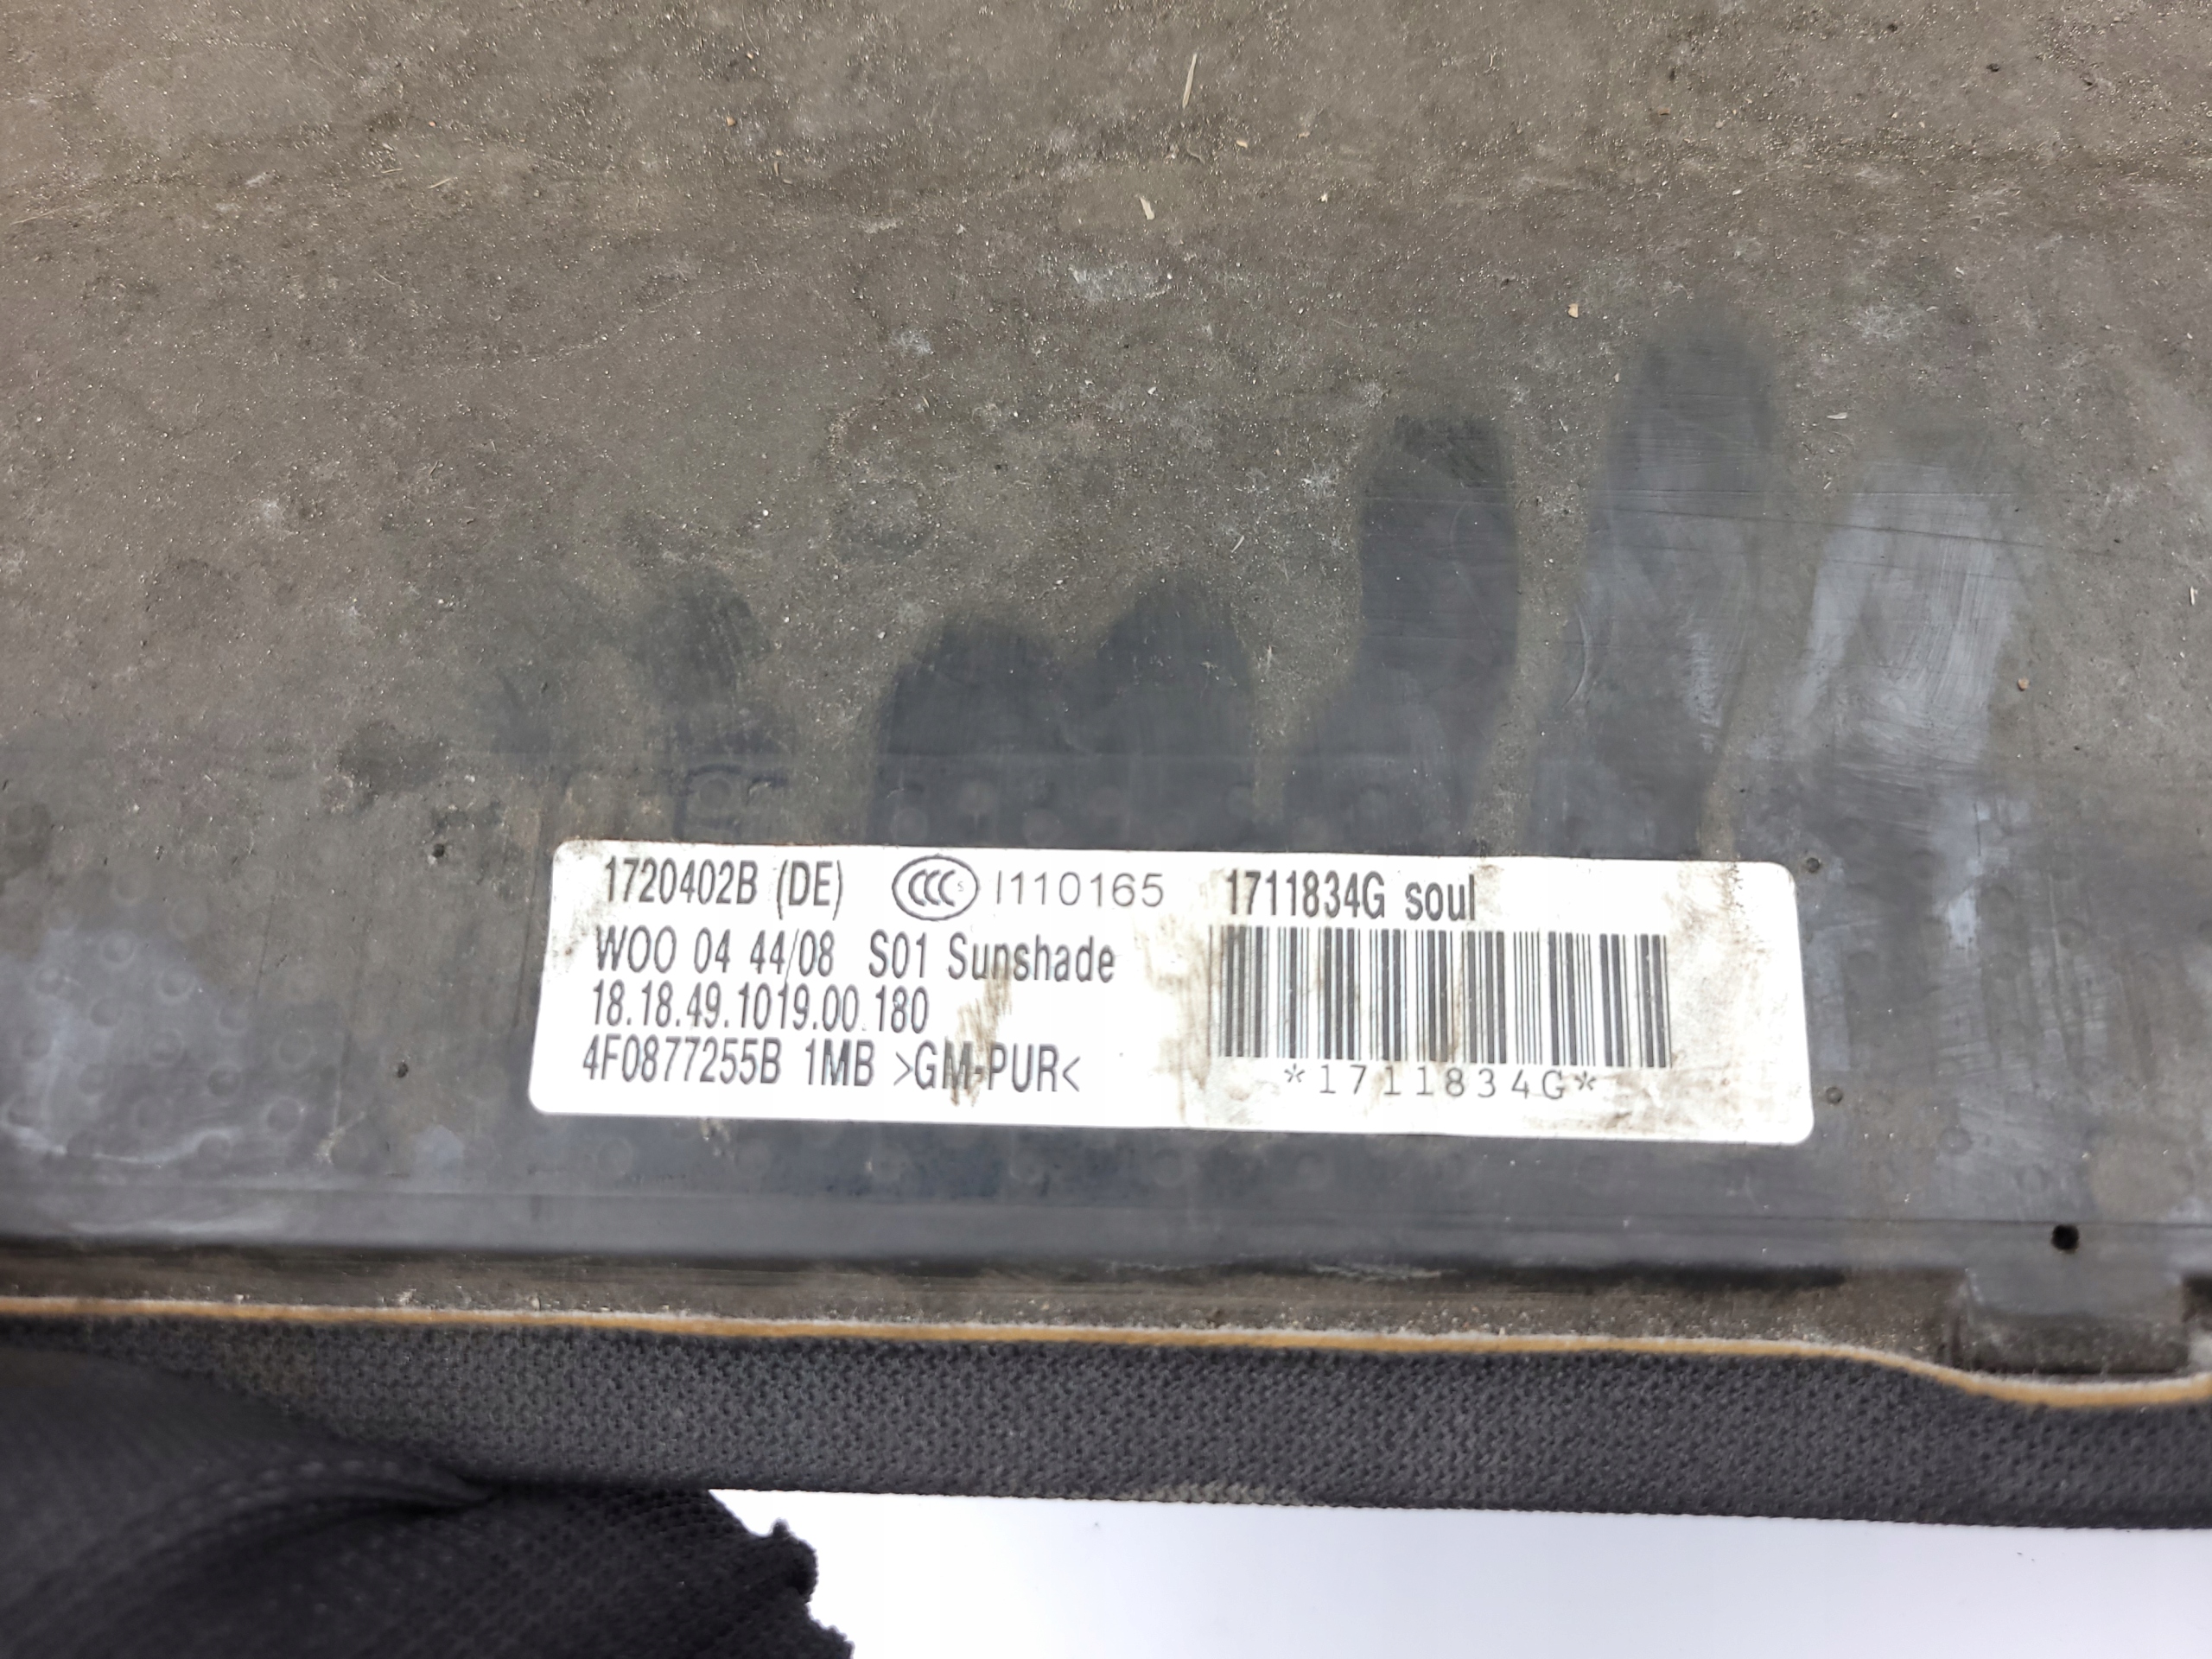 1720402B (DE) CCC S I110165 1711834G soul
WOO 04 44/08 S01 Sunshade
18.18.49.1019.00.180
4F0877255B 1MB >GM-PUR<
*1711834G*